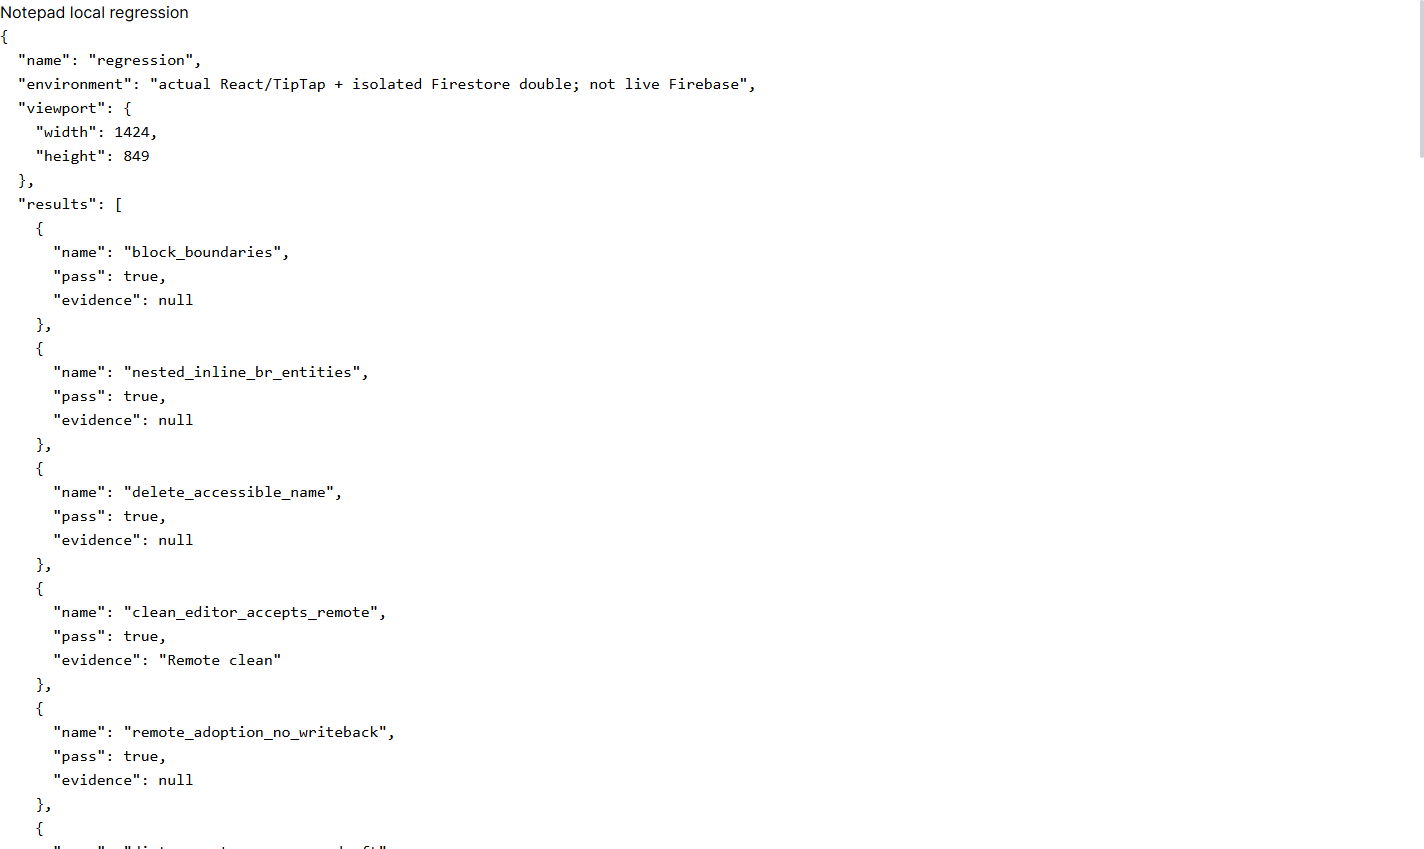 Notepad local regression
{
  "name": "regression",
  "environment": "actual React/TipTap + isolated Firestore double; not live Firebase",
  "viewport": {
    "width": 1424,
    "height": 849
  },
  "results": [
    {
      "name": "block_boundaries",
      "pass": true,
      "evidence": null
    },
    {
      "name": "nested_inline_br_entities",
      "pass": true,
      "evidence": null
    },
    {
      "name": "delete_accessible_name",
      "pass": true,
      "evidence": null
    },
    {
      "name": "clean_editor_accepts_remote",
      "pass": true,
      "evidence": "Remote clean"
    },
    {
      "name": "remote_adoption_no_writeback",
      "pass": true,
      "evidence": null
    },
    {